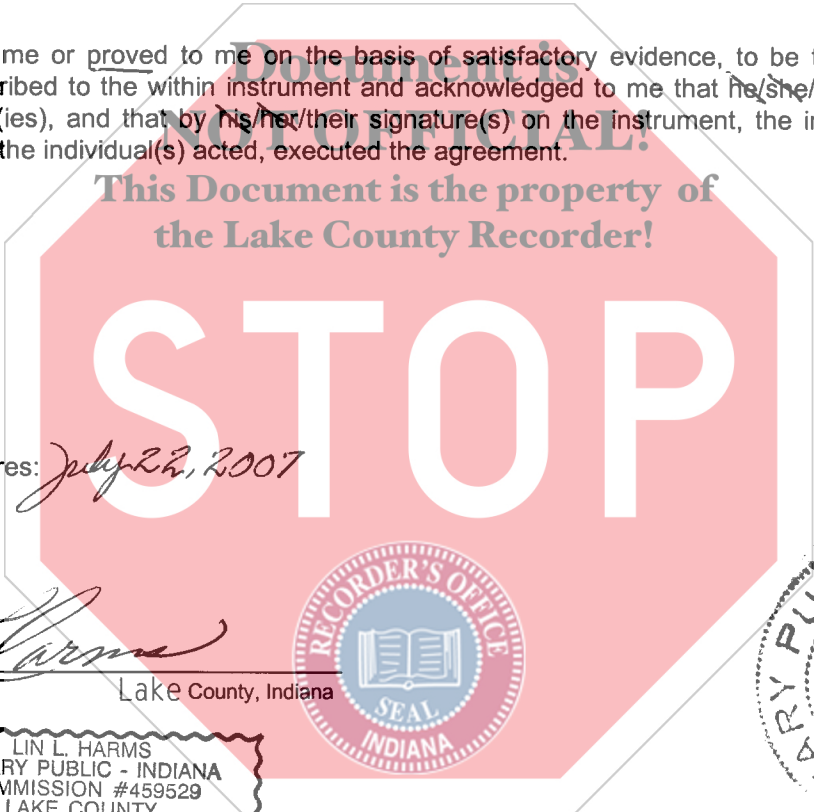 me or proved to me on the basis of satisfactory evidence, to be t
ribed to the within instrument and acknowledged to me that he/she/
(ies), and that by his/her/their signature(s) on the instrument, the in
the individual(s) acted, executed the agreement.
Document is
NOT OFFICIAL!
This Document is the property of
the Lake County Recorder!
STOP
res: July 22, 2007
Harms
Lake County, Indiana
RECORDER'S OFFICE
SEAL
INDIANA
LIN L. HARMS
RY PUBLIC - INDIANA
MMISSION #459529
LAKE COUNTY
ARY PU